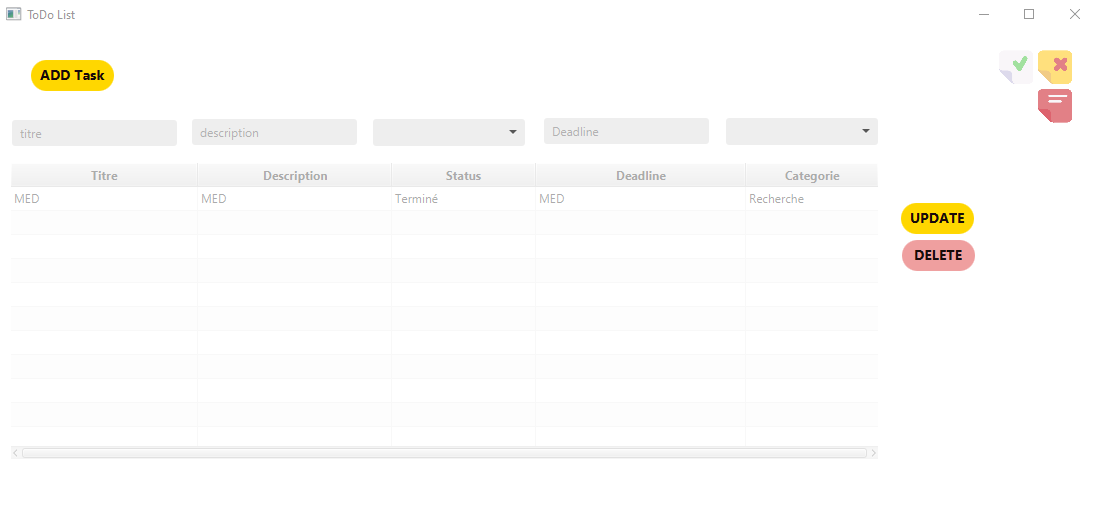 ToDo List
ADD Task
titre description Deadline
Titre Description Status Deadline Categorie
MED MED Terminé MED Recherche
UPDATE
DELETE